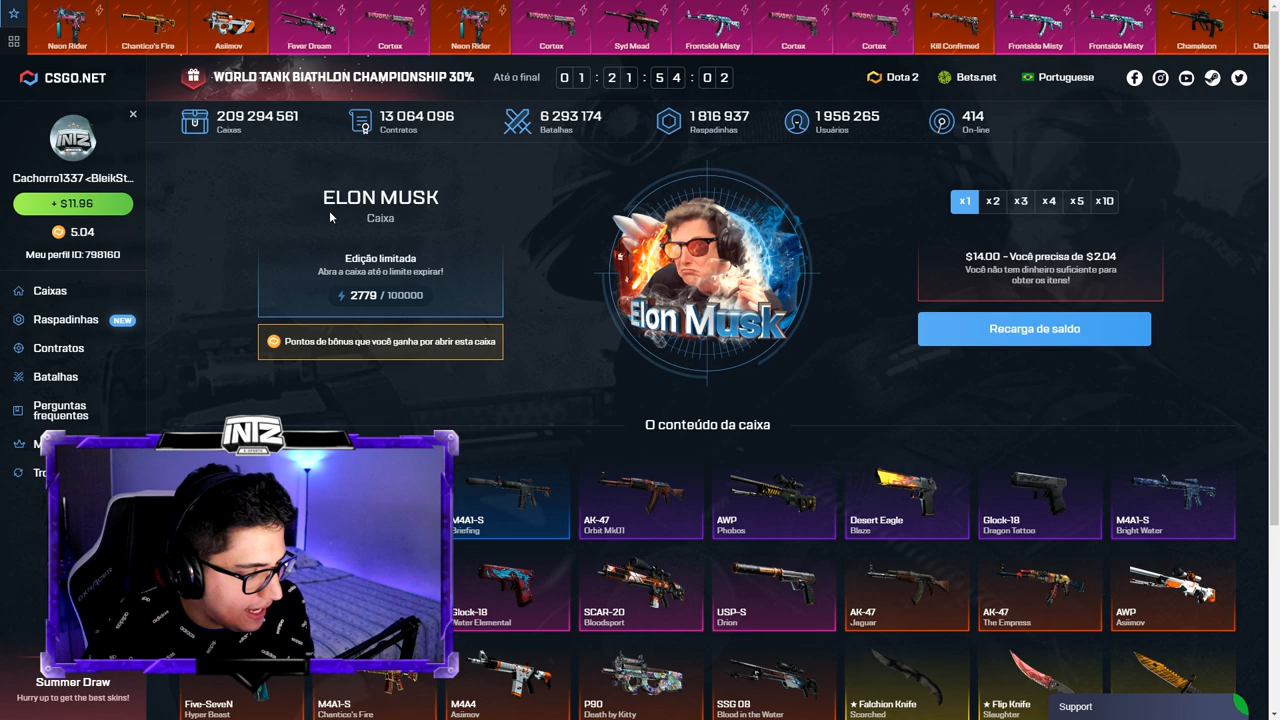 Neon Rider
Chantico's Fire
Asiimov
Fever Dream
Cortex
Neon Rider
Cortex
Syd Mead
Frontside Misty
Cortex
Cortex
Kill Confirmed
Frontside Misty
Frontside Misty
Chameleon
CSGO.NET
WORLD TANK BIATHLON CHAMPIONSHIP 30%
Até o final
01:21:54:02
Dota 2
Bets.net
Portuguese
209 294 561
Caixas
13 064 096
Contratos
6 293 174
Batalhas
1 816 937
Raspadinhas
1 956 265
Usuários
414
On-line
INTZ
Cachorro1337 <BleikSt...
+ $11.96
5.04
Meu perfil ID: 798160
Caixas
Raspadinhas NEW
Contratos
Batalhas
Perguntas
frequentes
ELON MUSK
Caixa
Edição limitada
Abra a caixa até o limite expirar!
2779 / 100000
Pontos de bônus que você ganha por abrir esta caixa
Elon Musk
x1 x2 x3 x4 x5 x10
$14.00 - Você precisa de $2.04
Você não tem dinheiro suficiente para
obter os itens!
Recarga de saldo
O conteúdo da caixa
M4A1-S
Briefing
AK-47
Orbit Mk01
AWP
Phobos
Desert Eagle
Blaze
Glock-18
Dragon Tattoo
M4A1-S
Bright Water
Glock-18
Water Elemental
SCAR-20
Bloodsport
USP-S
Orion
AK-47
Jaguar
AK-47
The Empress
AWP
Asiimov
INTZ
E-SPORTS
Summer Draw
Hurry up to get the best skins!
Five-SeveN
Hyper Beast
M4A1-S
Chantico's Fire
M4A4
Asiimov
P90
Death by Kitty
SSG 08
Blood in the Water
★ Falchion Knife
Scorched
★ Flip Knife
Slaughter
Support